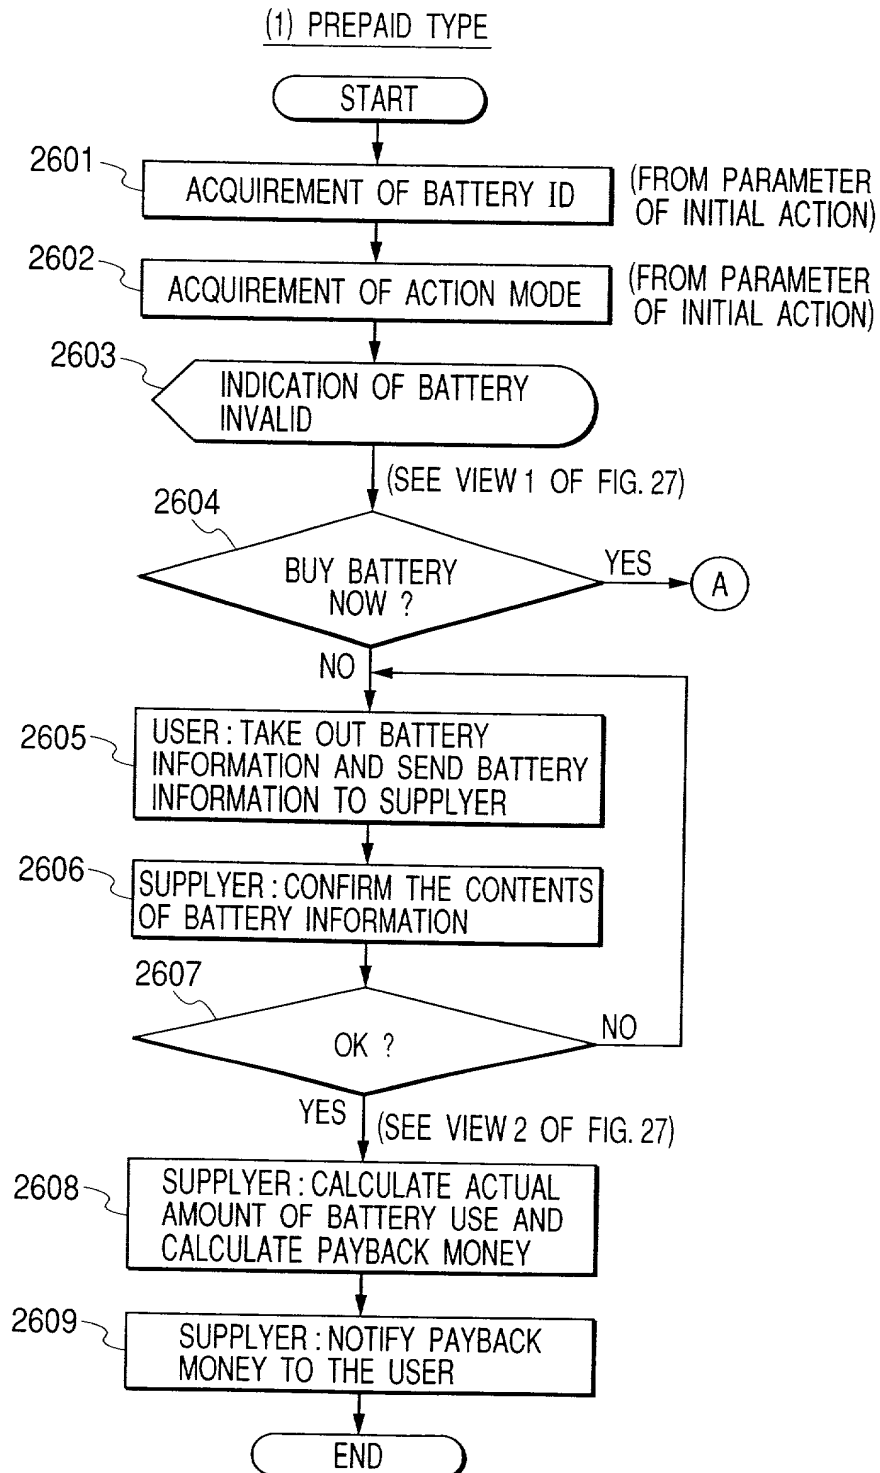 (1) PREPAID TYPE
START
2601
ACQUIREMENT OF BATTERY ID
(FROM PARAMETER
OF INITIAL ACTION)
2602
ACQUIREMENT OF ACTION MODE
(FROM PARAMETER
OF INITIAL ACTION)
2603
INDICATION OF BATTERY
INVALID
(SEE VIEW 1 OF FIG. 27)
2604
BUY BATTERY
NOW ?
YES
A
NO
2605
USER : TAKE OUT BATTERY
INFORMATION AND SEND BATTERY
INFORMATION TO SUPPLYER
2606
SUPPLYER : CONFIRM THE CONTENTS
OF BATTERY INFORMATION
2607
OK ?
NO
YES
(SEE VIEW 2 OF FIG. 27)
2608
SUPPLYER : CALCULATE ACTUAL
AMOUNT OF BATTERY USE AND
CALCULATE PAYBACK MONEY
2609
SUPPLYER : NOTIFY PAYBACK
MONEY TO THE USER
END